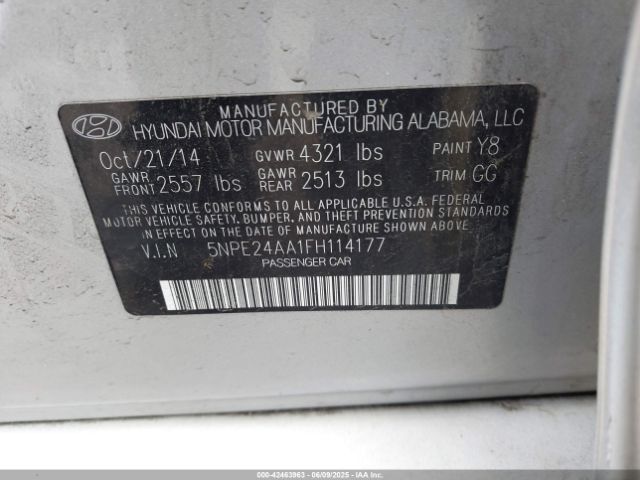 MANUFACTURED BY
HYUNDAI MOTOR MANUFACTURING ALABAMA, LLC
Oct/21/14 GVWR 4321 lbs PAINT Y8
GAWR FRONT 2557 lbs GAWR REAR 2513 lbs TRIM GG
THIS VEHICLE CONFORMS TO ALL APPLICABLE U.S.A. FEDERAL
MOTOR VEHICLE SAFETY, BUMPER, AND THEFT PREVENTION STANDARDS
IN EFFECT ON THE DATE OF MANUFACTURE SHOWN ABOVE.
V.I.N 5NPE24AA1FH114177
PASSENGER CAR
000-42463963 - 06/09/2025 - IAABUYERACCT